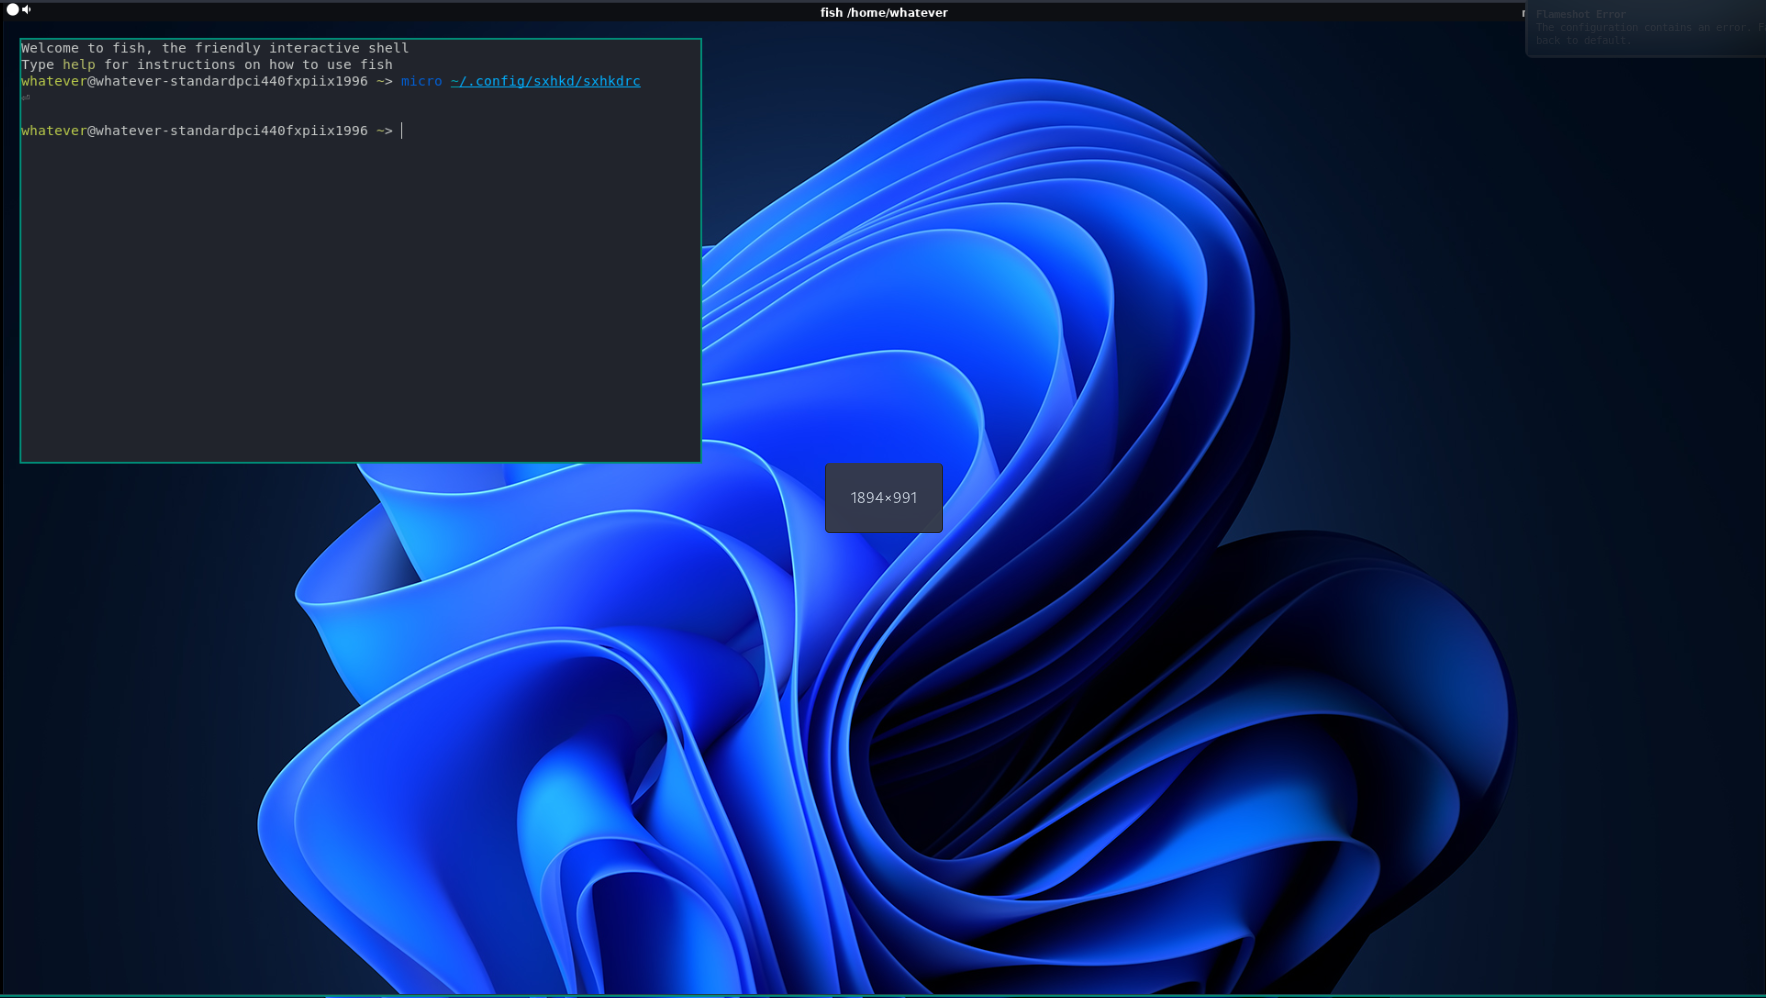 fish /home/whatever
Flameshot Error
The configuration contains an error. F
back to default.
Welcome to fish, the friendly interactive shell
Type help for instructions on how to use fish
whatever@whatever-standardpci440fxpiix1996 ~> micro ~/.config/sxhkd/sxhkdrc
⏎
whatever@whatever-standardpci440fxpiix1996 ~>
1894×991